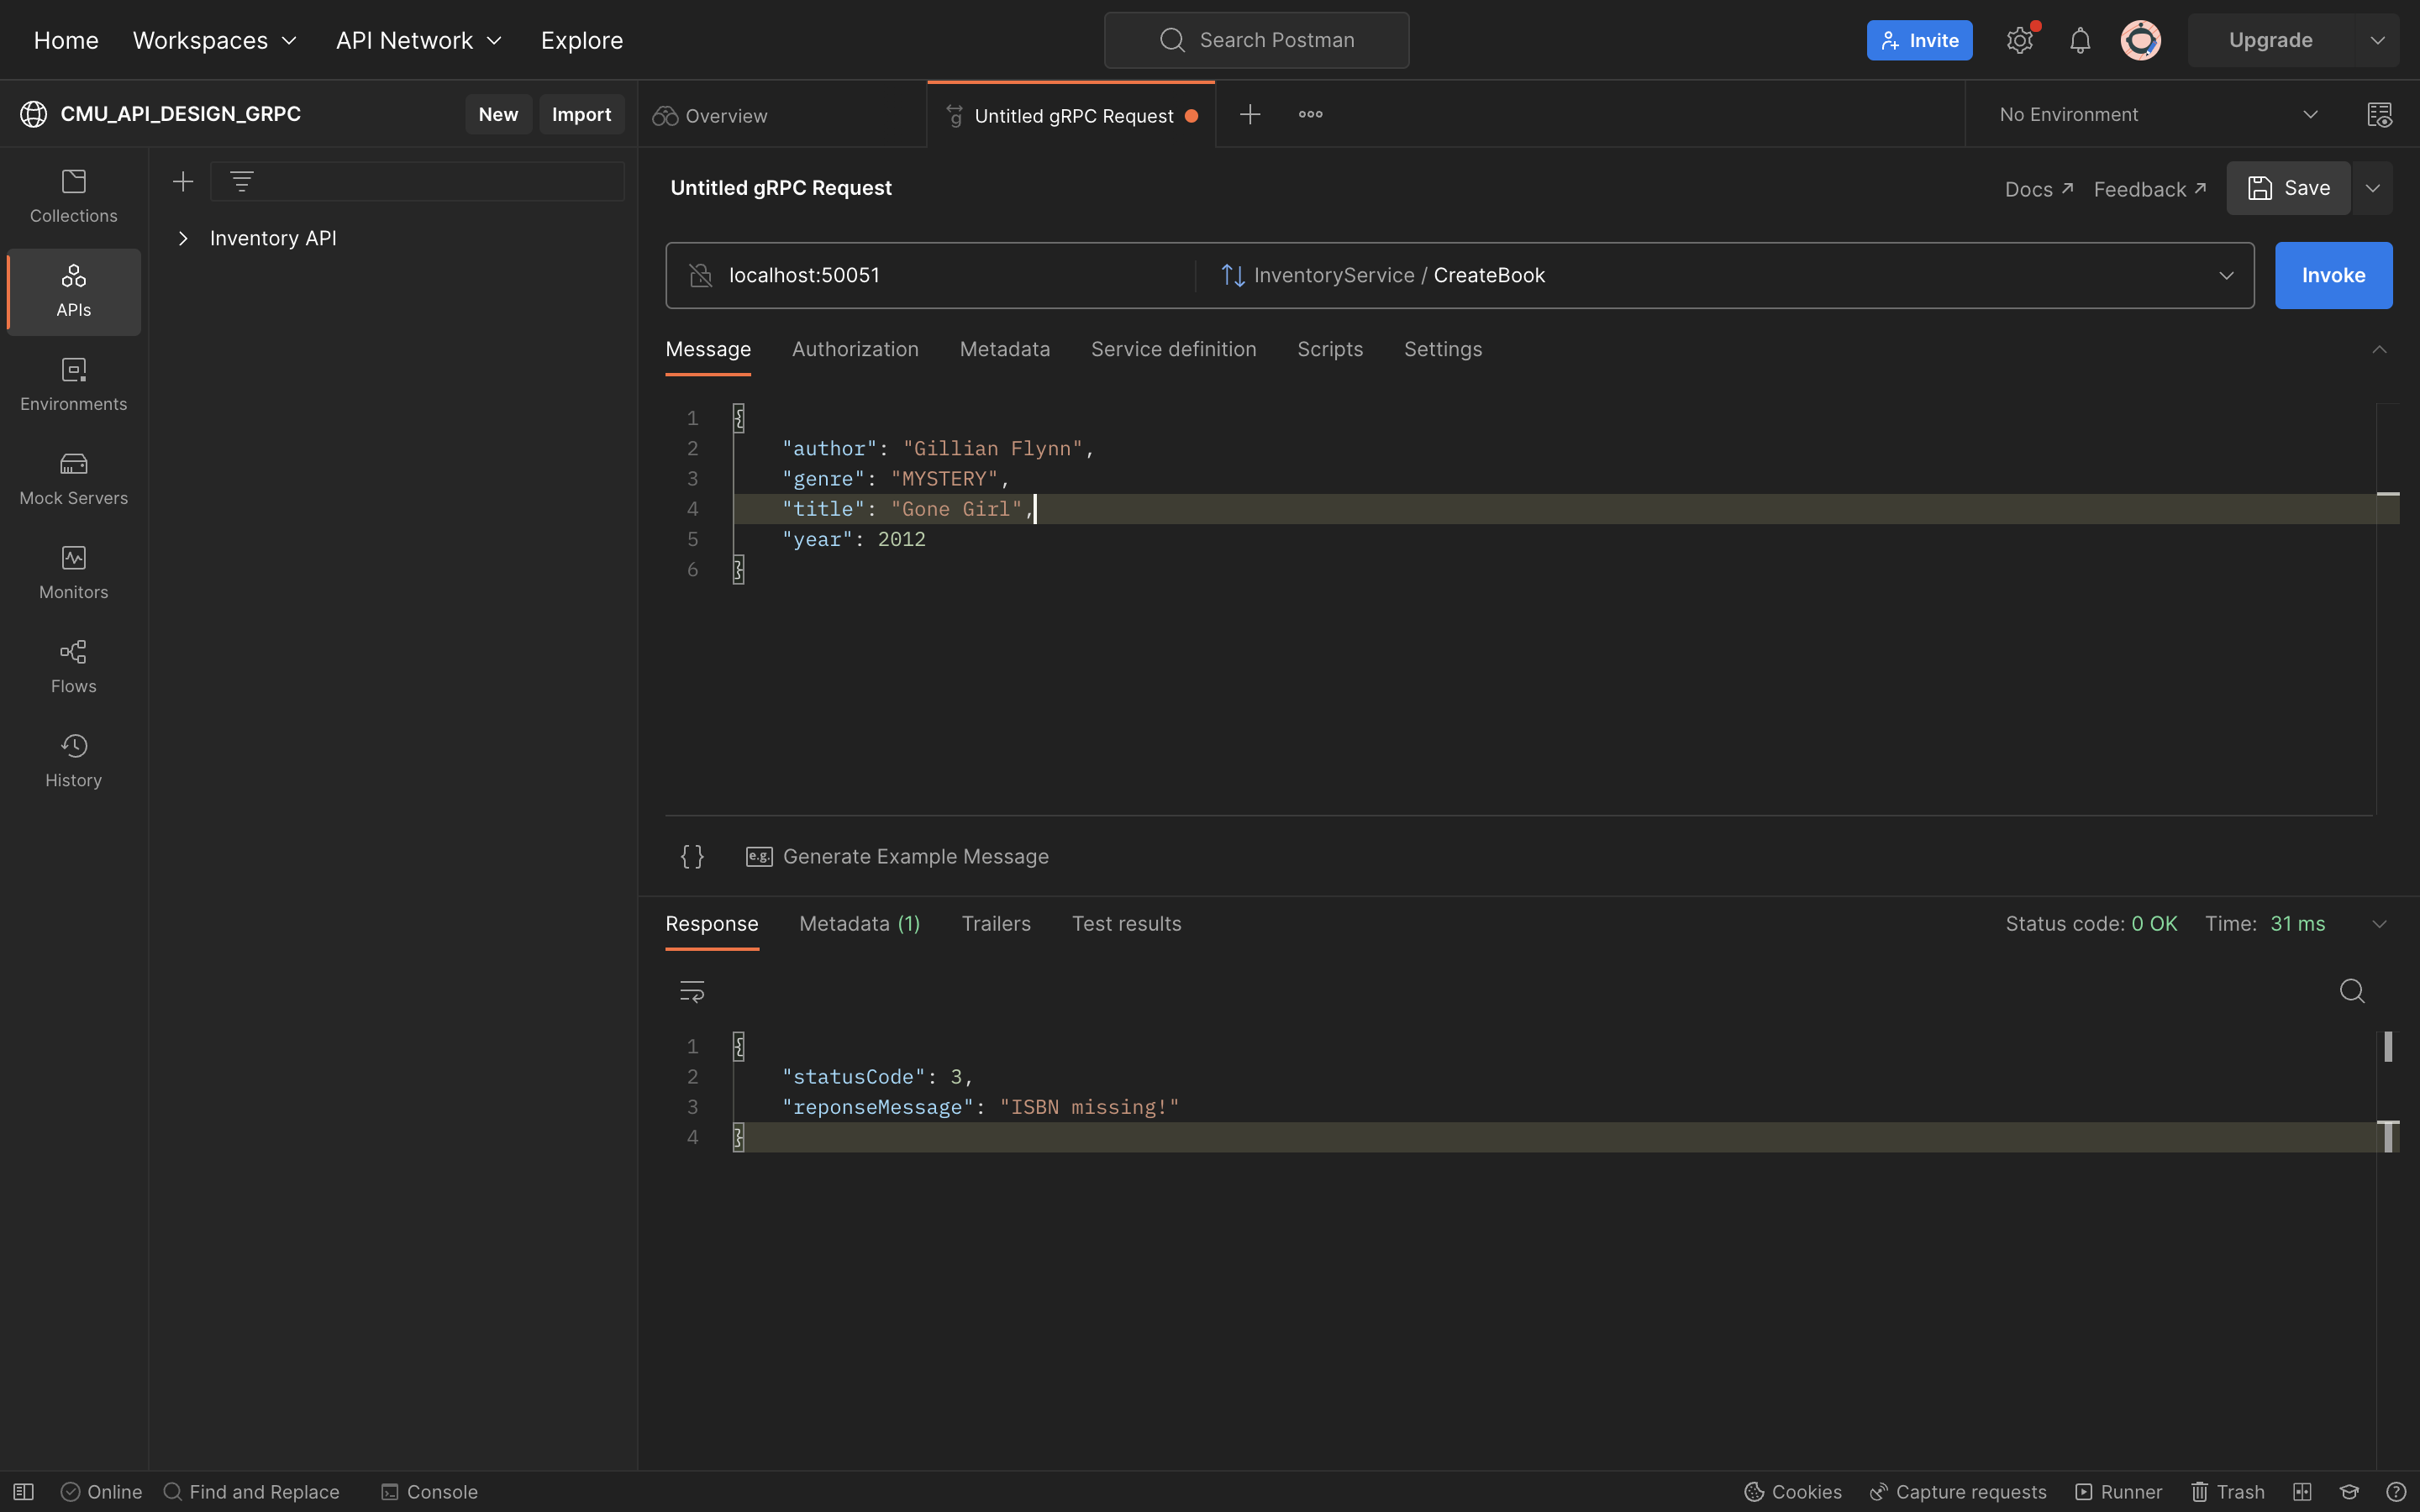 Home Workspaces API Network Explore Search Postman Invite Upgrade
CMU_API_DESIGN_GRPC New Import Overview g Untitled gRPC Request No Environment
Collections
APIs
Environments
Mock Servers
Monitors
Flows
History
Inventory API
Untitled gRPC Request Docs Feedback Save
localhost:50051 InventoryService / CreateBook Invoke
Message Authorization Metadata Service definition Scripts Settings
1 {
2 "author": "Gillian Flynn",
3 "genre": "MYSTERY",
4 "title": "Gone Girl",
5 "year": 2012
6 }
{} e.g. Generate Example Message
Response Metadata (1) Trailers Test results Status code: 0 OK Time: 31 ms
1 {
2 "statusCode": 3,
3 "reponseMessage": "ISBN missing!"
4 }
Online Find and Replace Console Cookies Capture requests Runner Trash